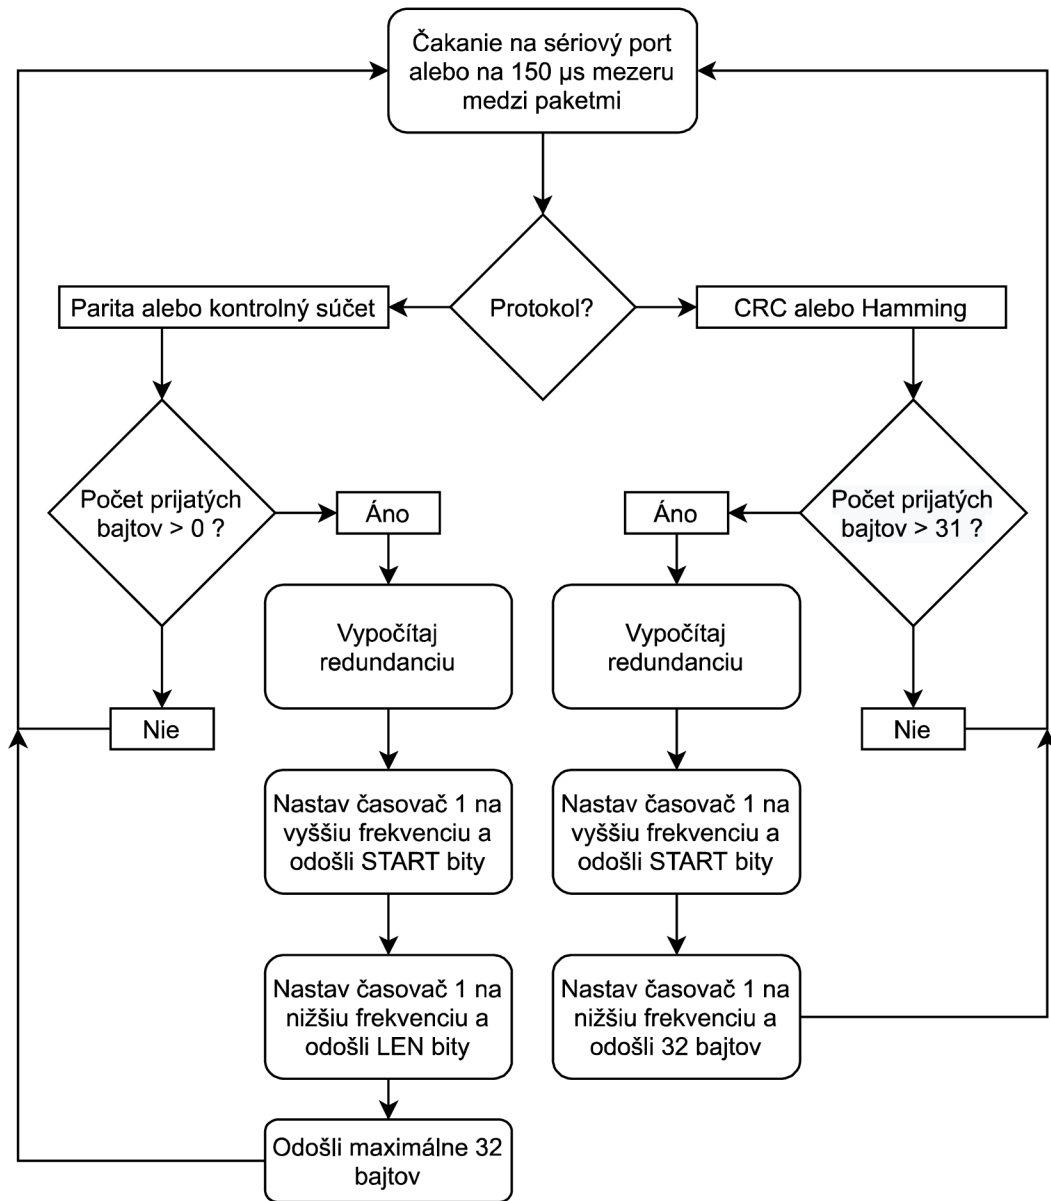 Čakanie na sériový port
alebo na 150 µs mezeru
medzi paketmi
Protokol?
Parita alebo kontrolný súčet
CRC alebo Hamming
Počet prijatých
bajtov > 0 ?
Áno
Áno
Počet prijatých
bajtov > 31 ?
Vypočítaj
redundanciu
Vypočítaj
redundanciu
Nie
Nie
Nastav časovač 1 na
vyššiu frekvenciu a
odošli START bity
Nastav časovač 1 na
vyššiu frekvenciu a
odošli START bity
Nastav časovač 1 na
nižšiu frekvenciu a
odošli LEN bity
Nastav časovač 1 na
nižšiu frekvenciu a
odošli 32 bajtov
Odošli maximálne 32
bajtov